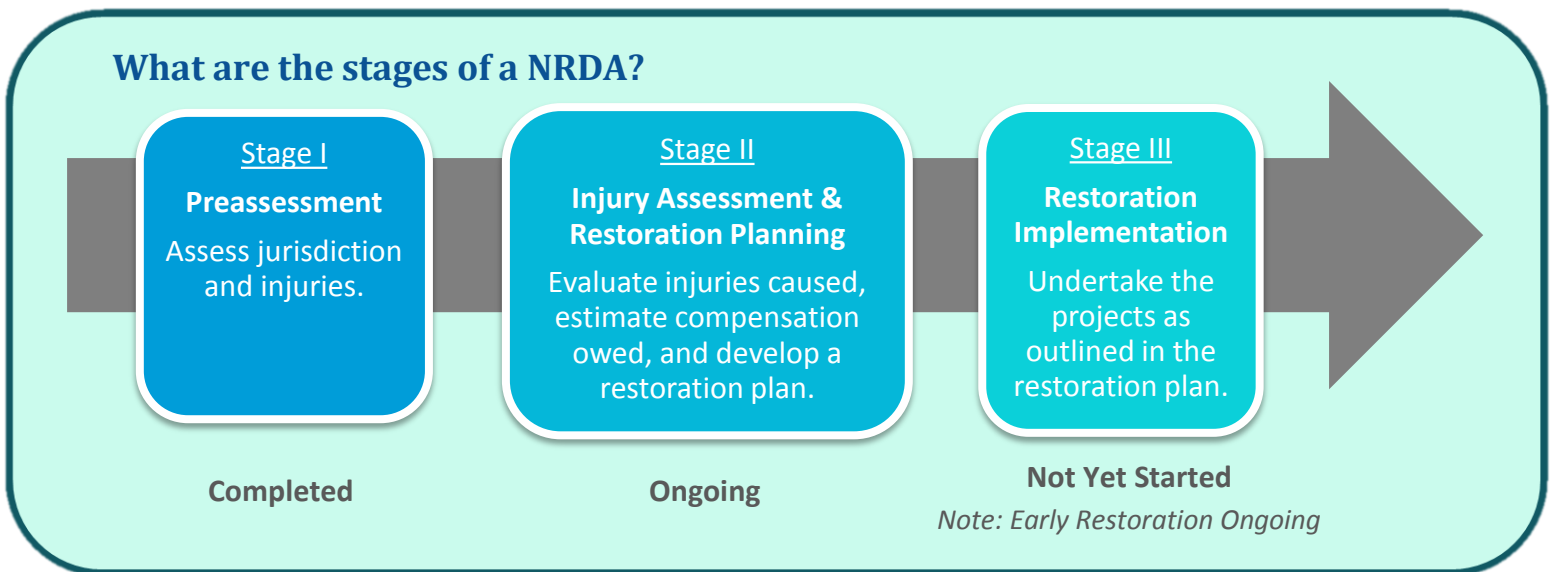 What are the stages of a NRDA?
Stage I
Preassessment
Assess jurisdiction
and injuries.
Completed
Stage II
Injury Assessment &
Restoration Planning
Evaluate injuries caused,
estimate compensation
owed, and develop a
restoration plan.
Ongoing
Stage III
Restoration
Implementation
Undertake the
projects as
outlined in the
restoration plan.
Not Yet Started
Note: Early Restoration Ongoing